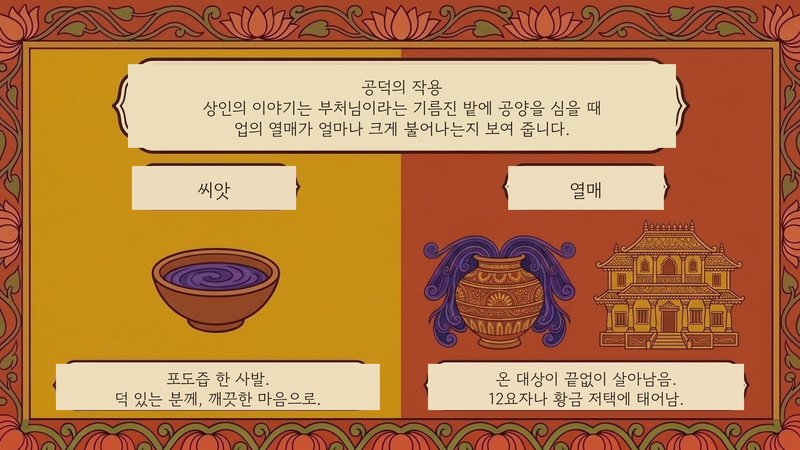 공덕의 작용
상인의 이야기는 부처님이라는 기름진 밭에 공양을 심을 때
업의 열매가 얼마나 크게 불어나는지 보여 줍니다.
씨앗
열매
포도즙 한 사발.
덕 있는 분께, 깨끗한 마음으로.
온 대상이 끝없이 살아남음.
12요자나 황금 저택에 태어남.